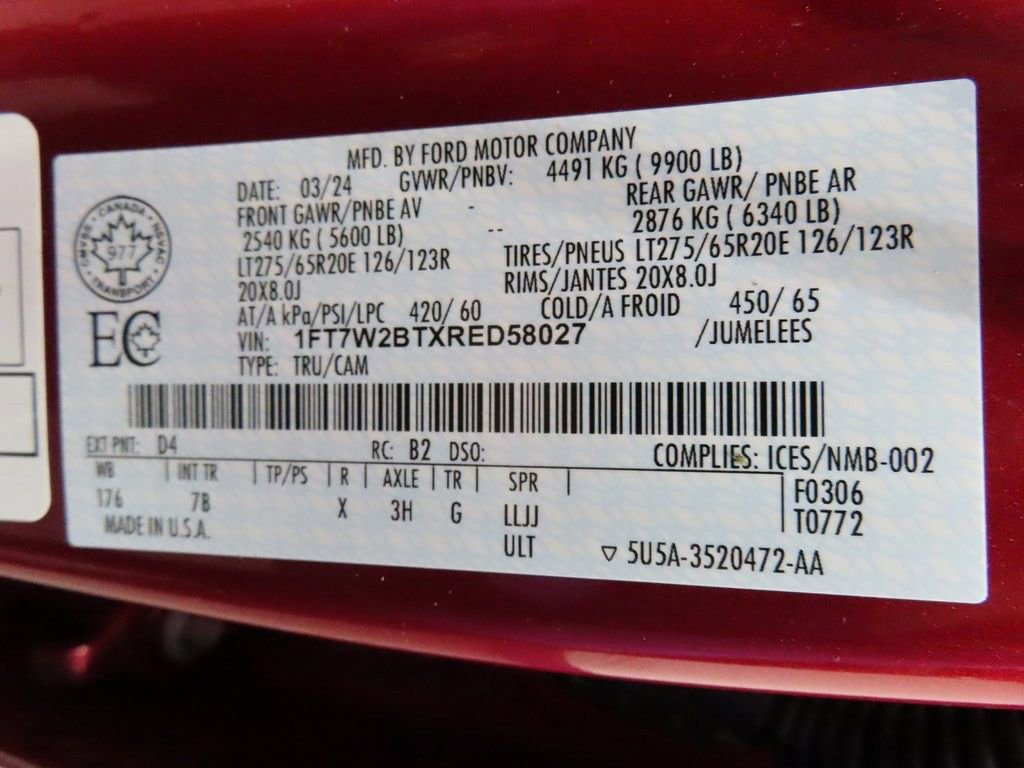 MFD. BY FORD MOTOR COMPANY
DATE: 03/24 GVWR/PNBV: 4491 KG ( 9900 LB)
FRONT GAWR/PNBE AV - REAR GAWR/ PNBE AR
2540 KG ( 5600 LB) -- 2876 KG ( 6340 LB)
LT275/65R20E 126/123R TIRES/PNEUS LT275/65R20E 126/123R
20X8.0J RIMS/JANTES 20X8.0J
AT/A kPa/PSI/LPC 420/ 60 COLD/A FROID 450/ 65
VIN: 1FT7W2BTXRED58027 /JUMELEES
TYPE: TRU/CAM
CANADA
977
TRANSPORT
EC
EXT PNT: D4 RC: B2 DSO: COMPLIES: ICES/NMB-002
WB | INT TR | TP/PS | R | AXLE | TR | SPR | F0306
176 7B X 3H G LLJJ T0772
MADE IN U.S.A. ULT ▽ 5U5A-3520472-AA